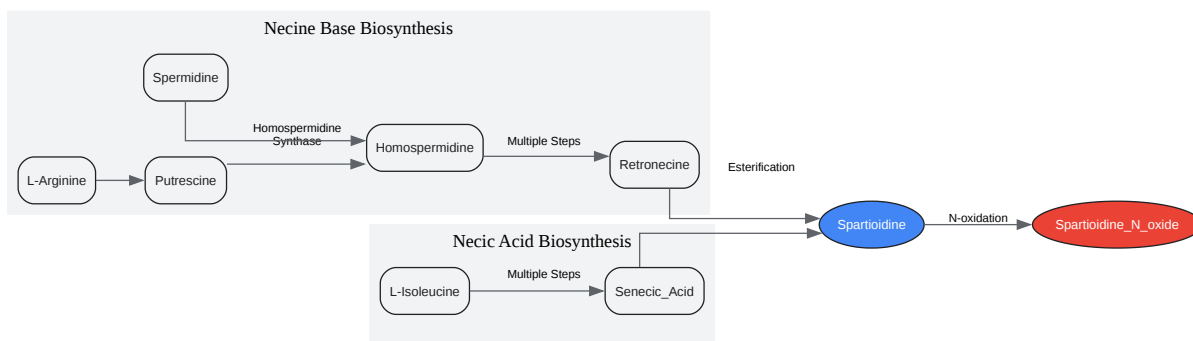 Necine Base Biosynthesis
Spermidine
Homospermidine
Synthase
Homospermidine
Multiple Steps
Retronecine
L-Arginine
Putrescine
Esterification
Spartioidine
N-oxidation
Spartioidine_N_oxide
Necic Acid Biosynthesis
L-Isoleucine
Multiple Steps
Senecic_Acid